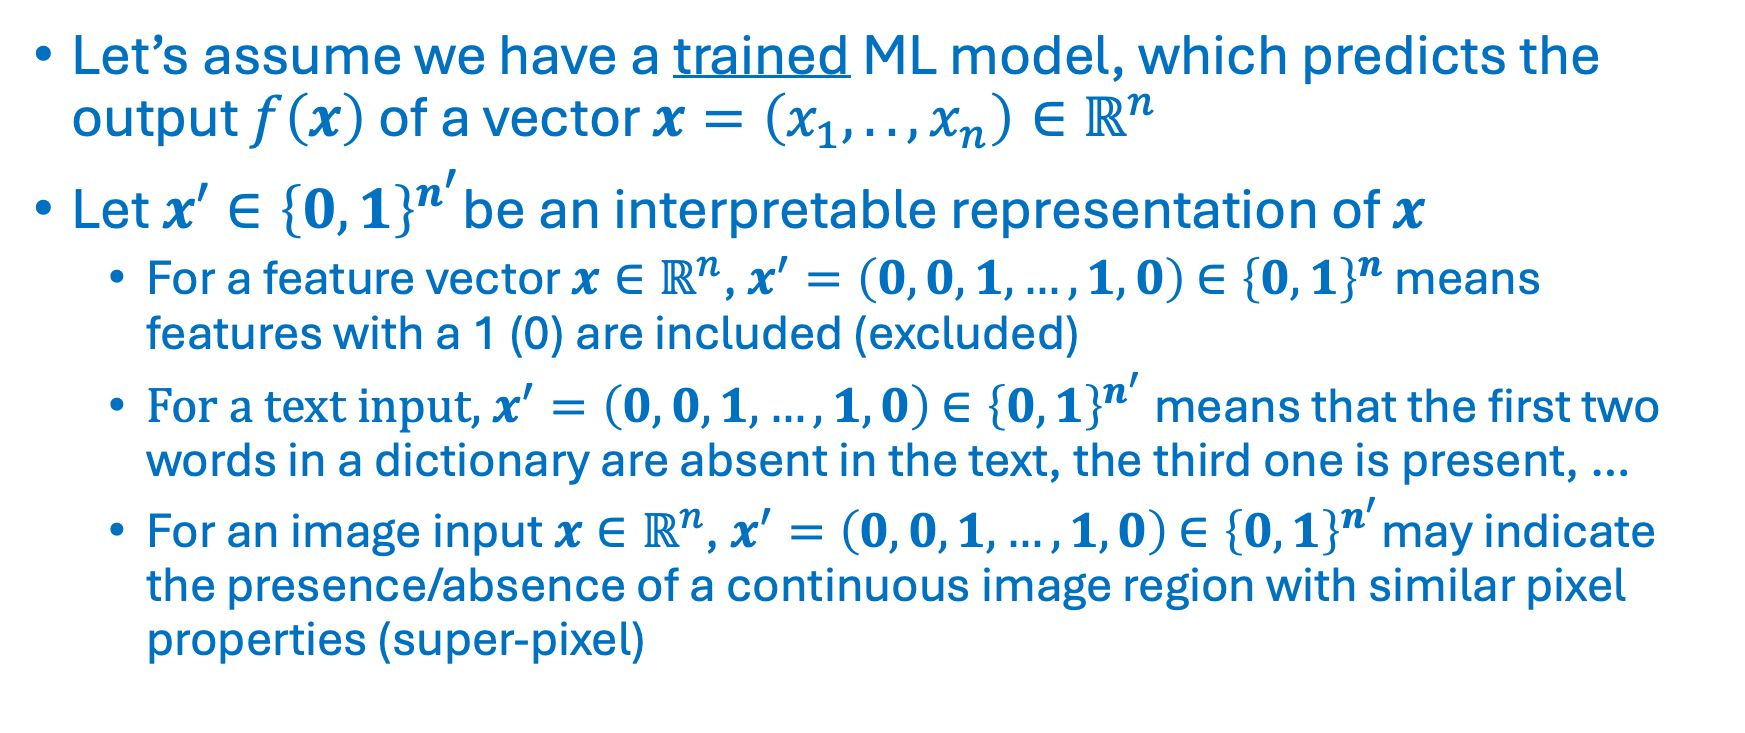 • Let’s assume we have a trained ML model, which predicts the
output f(x) of a vector x = (x₁,..,xₙ) ∈ ℝⁿ
• Let x′ ∈ {0,1}ⁿ′ be an interpretable representation of x
• For a feature vector x ∈ ℝⁿ, x′ = (0,0,1,…,1,0) ∈ {0,1}ⁿ means
features with a 1 (0) are included (excluded)
• For a text input, x′ = (0,0,1,…,1,0) ∈ {0,1}ⁿ′ means that the first two
words in a dictionary are absent in the text, the third one is present, …
• For an image input x ∈ ℝⁿ, x′ = (0,0,1,…,1,0) ∈ {0,1}ⁿ′ may indicate
the presence/absence of a continuous image region with similar pixel
properties (super-pixel)